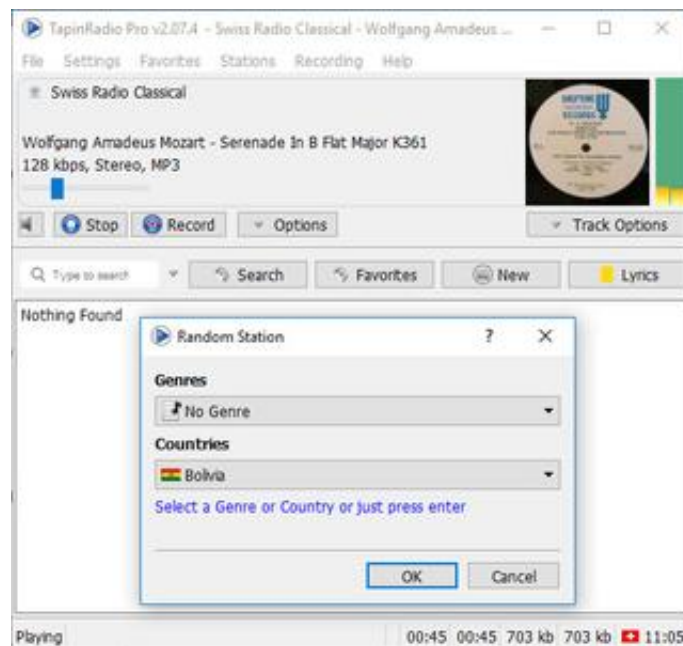 TapinRadio Pro v2.07.4 - Swiss Radio Classical - Wolfgang Amadeus ...
File Settings Favorites Stations Recording Help
Swiss Radio Classical
Wolfgang Amadeus Mozart - Serenade In B Flat Major K361
128 kbps, Stereo, MP3
Stop Record Options Track Options
Type to search Search Favorites New Lyrics
Nothing Found
Random Station ?
Genres
No Genre
Countries
Bolivia
Select a Genre or Country or just press enter
OK Cancel
Playing 00:45 00:45 703 kb 703 kb 11:05